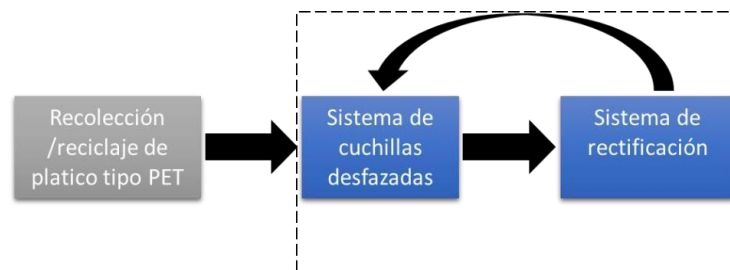 Recolección
/reciclaje de
platico tipo PET
Sistema de
cuchillas
desfazadas
Sistema de
rectificación